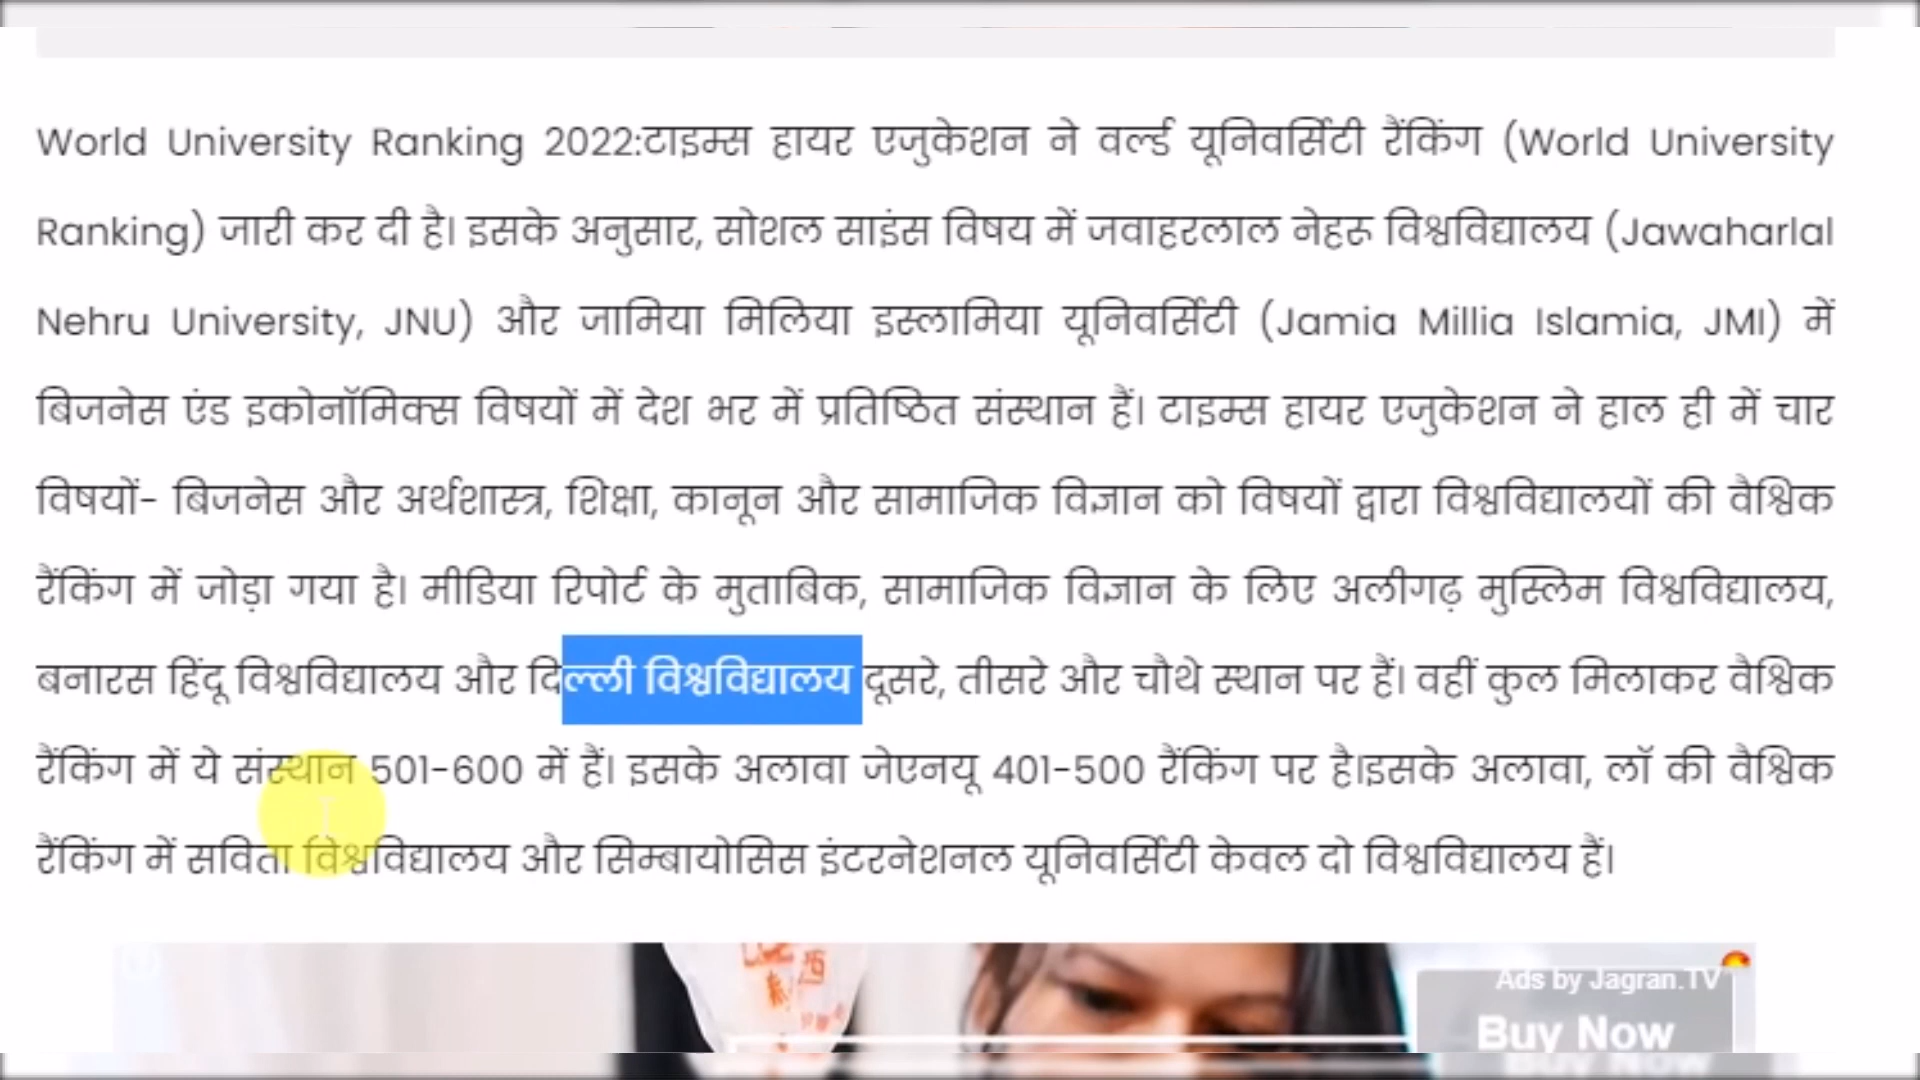 World University Ranking 2022:टाइम्स हायर एजुकेशन ने वर्ल्ड यूनिवर्सिटी रैंकिंग (World University
Ranking) जारी कर दी है। इसके अनुसार, सोशल साइंस विषय में जवाहरलाल नेहरू विश्वविद्यालय (Jawaharlal
Nehru University, JNU) और जामिया मिलिया इस्लामिया यूनिवर्सिटी (Jamia Millia Islamia, JMI) में
बिजनेस एंड इकोनॉमिक्स विषयों में देश भर में प्रतिष्ठित संस्थान हैं। टाइम्स हायर एजुकेशन ने हाल ही में चार
विषयों- बिजनेस और अर्थशास्त्र, शिक्षा, कानून और सामाजिक विज्ञान को विषयों द्वारा विश्वविद्यालयों की वैश्विक
रैंकिंग में जोड़ा गया है। मीडिया रिपोर्ट के मुताबिक, सामाजिक विज्ञान के लिए अलीगढ़ मुस्लिम विश्वविद्यालय,
बनारस हिंदू विश्वविद्यालय और दिल्ली विश्वविद्यालय दूसरे, तीसरे और चौथे स्थान पर हैं। वहीं कुल मिलाकर वैश्विक
रैंकिंग में ये संस्थान 501-600 में हैं। इसके अलावा जेएनयू 401-500 रैंकिंग पर है।इसके अलावा, लॉ की वैश्विक
रैंकिंग में सविता विश्वविद्यालय और सिम्बायोसिस इंटरनेशनल यूनिवर्सिटी केवल दो विश्वविद्यालय हैं।
Ads by Jagran.TV
Buy Now